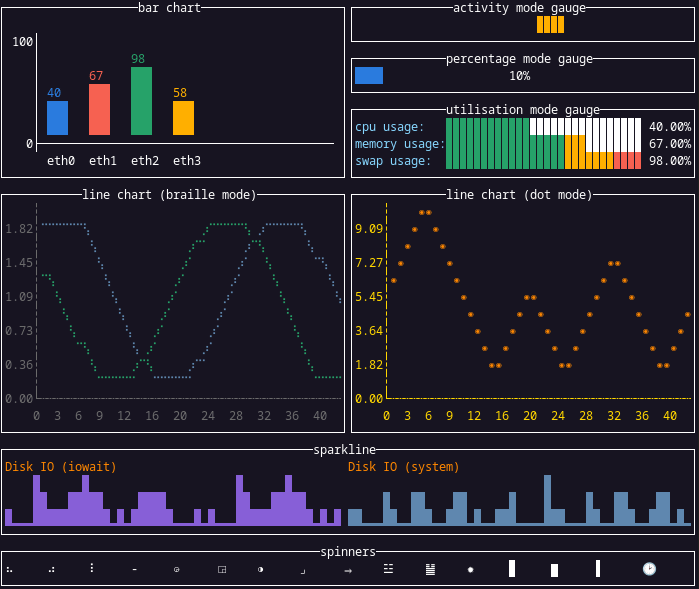 bar chart
100
98
67
40
58
0
eth0 eth1 eth2 eth3
activity mode gauge
percentage mode gauge
10%
utilisation mode gauge
cpu usage: 40.00%
memory usage: 67.00%
swap usage: 98.00%
line chart (braille mode)
1.82
1.45
1.09
0.73
0.36
0.00
0 3 6 9 12 16 20 24 28 32 36 40
line chart (dot mode)
9.09
7.27
5.45
3.64
1.82
0.00
0 3 6 9 12 16 20 24 28 32 36 40
sparkline
Disk IO (iowait) Disk IO (system)
spinners